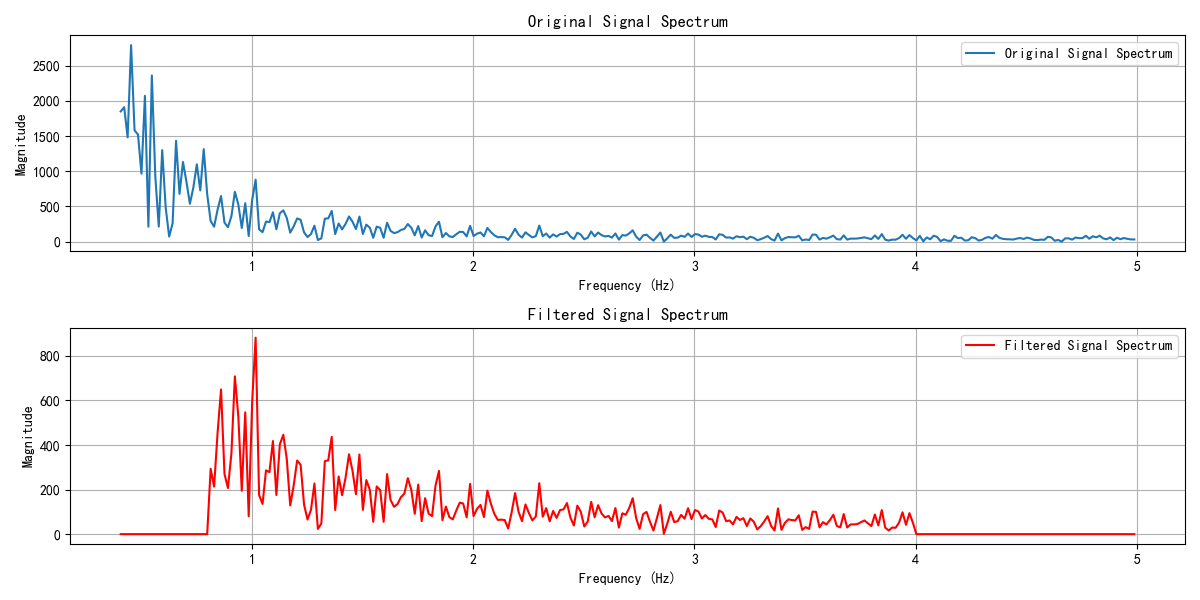 Original Signal Spectrum
Original Signal Spectrum
2500
2000
1500
1000
500
0
Magnitude
1 2 3 4 5
Frequency (Hz)
Filtered Signal Spectrum
Filtered Signal Spectrum
800
600
400
200
0
Magnitude
1 2 3 4 5
Frequency (Hz)